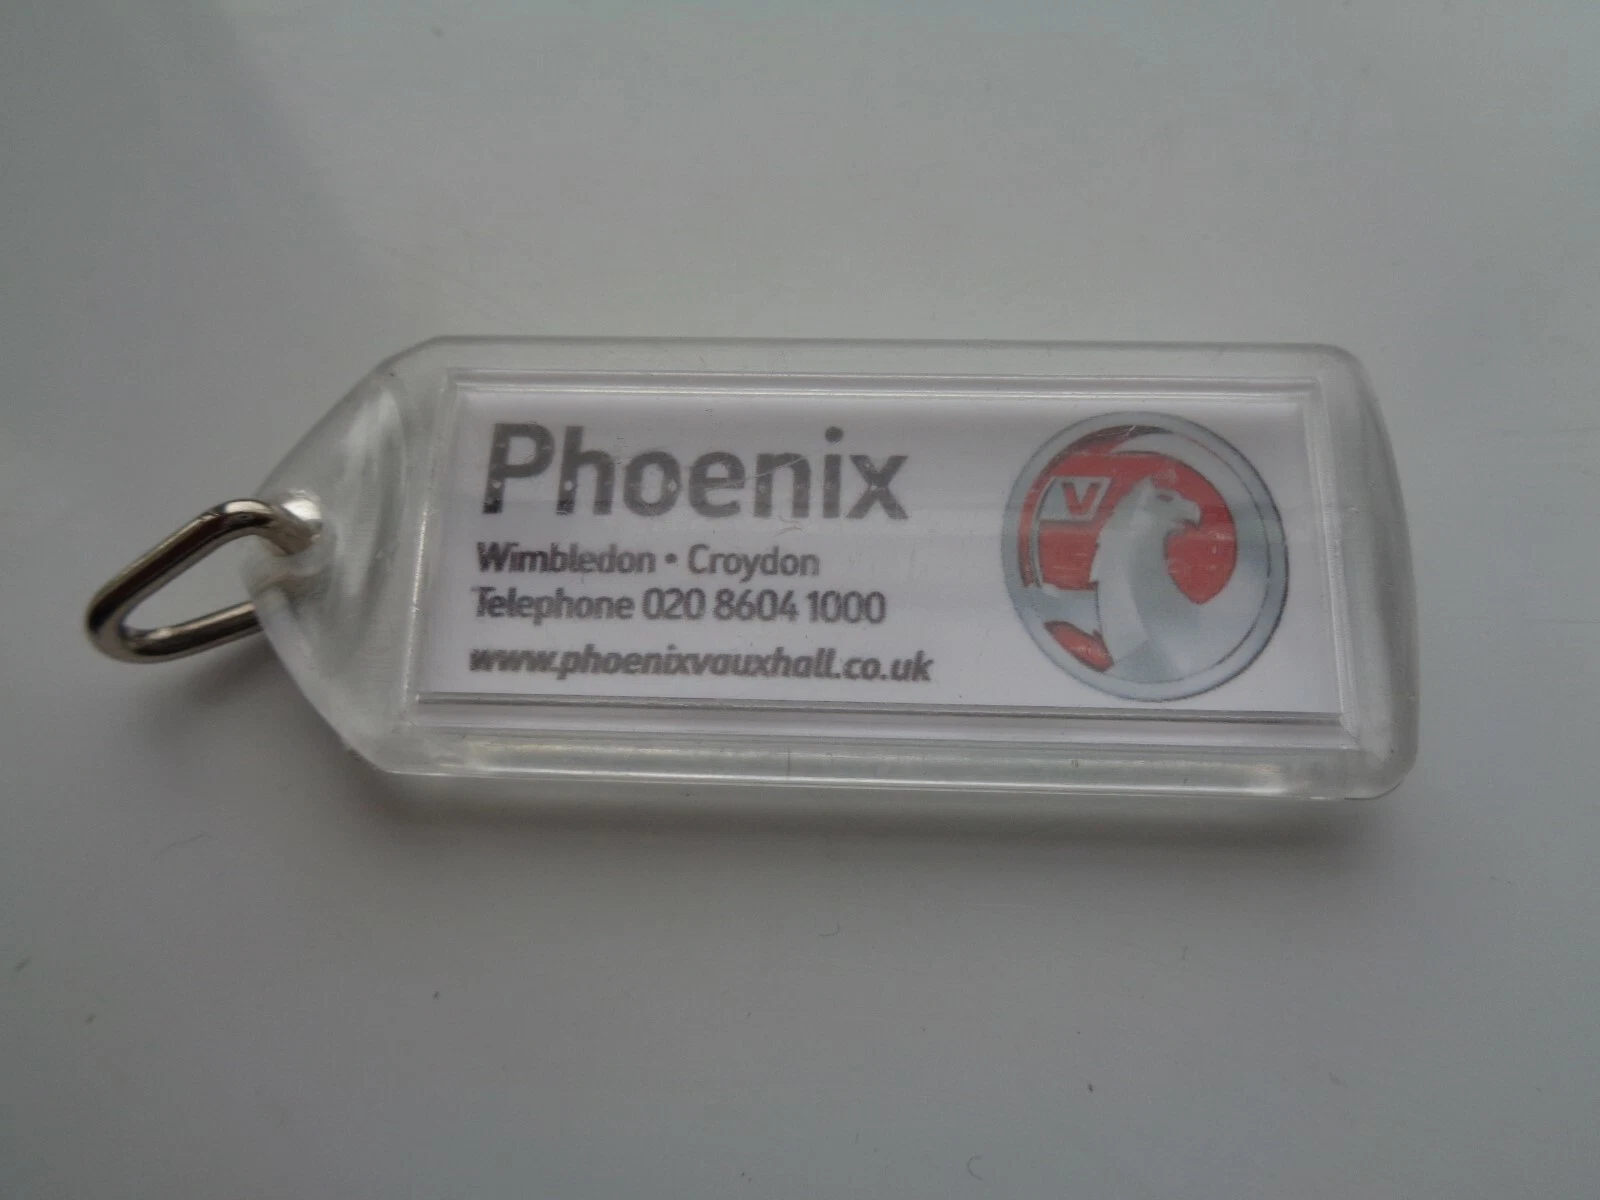 Phoenix
Wimbledon • Croydon
Telephone 020 8604 1000
www.phoenixvauxhall.co.uk
V